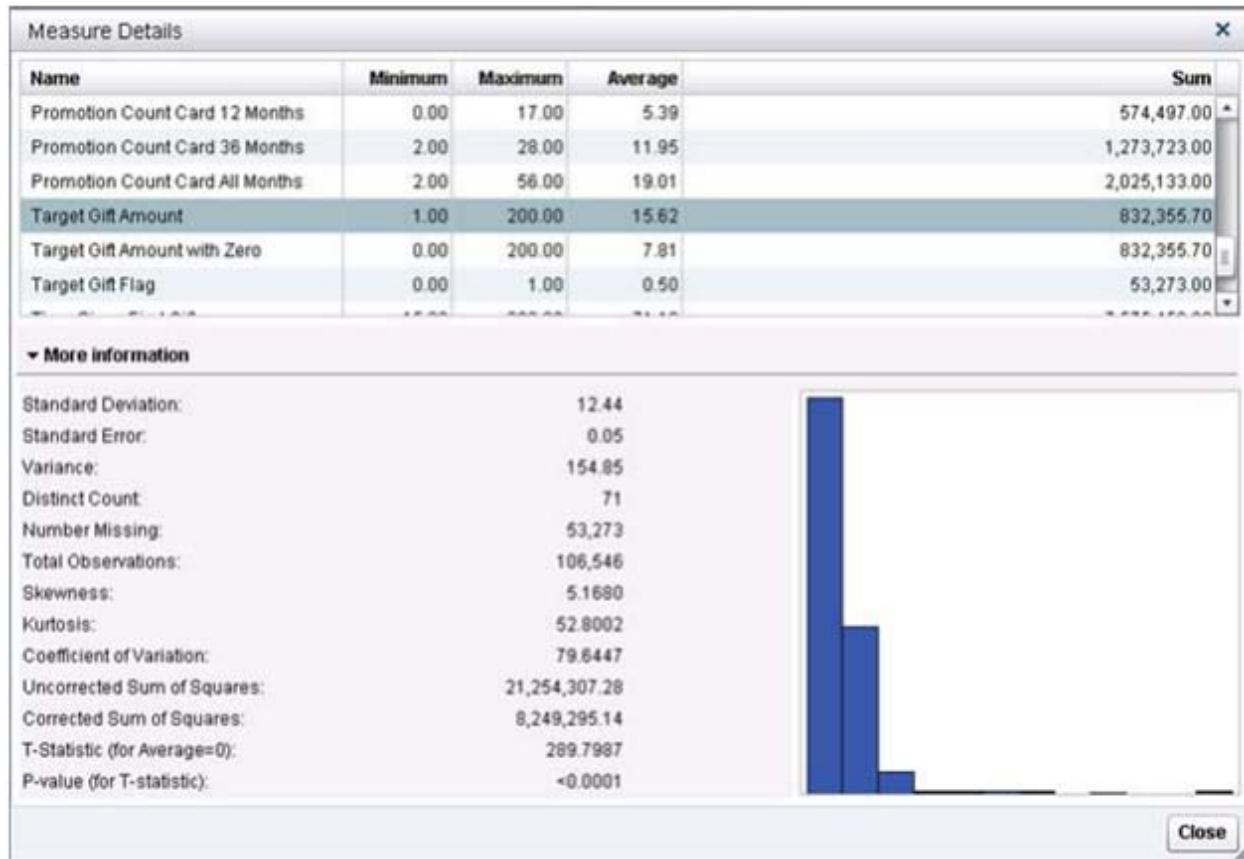 Measure Details ×
Name Minimum Maximum Average Sum
Promotion Count Card 12 Months 0.00 17.00 5.39 574,497.00
Promotion Count Card 36 Months 2.00 28.00 11.95 1,273,723.00
Promotion Count Card All Months 2.00 56.00 19.01 2,025,133.00
Target Gift Amount 1.00 200.00 15.62 832,355.70
Target Gift Amount with Zero 0.00 200.00 7.81 832,355.70
Target Gift Flag 0.00 1.00 0.50 53,273.00
More information
Standard Deviation: 12.44
Standard Error: 0.05
Variance: 154.85
Distinct Count: 71
Number Missing: 53,273
Total Observations: 106,546
Skewness: 5.1680
Kurtosis: 52.8002
Coefficient of Variation: 79.6447
Uncorrected Sum of Squares: 21,254,307.28
Corrected Sum of Squares: 8,249,295.14
T-Statistic (for Average=0): 289.7987
P-value (for T-statistic): <0.0001
Close